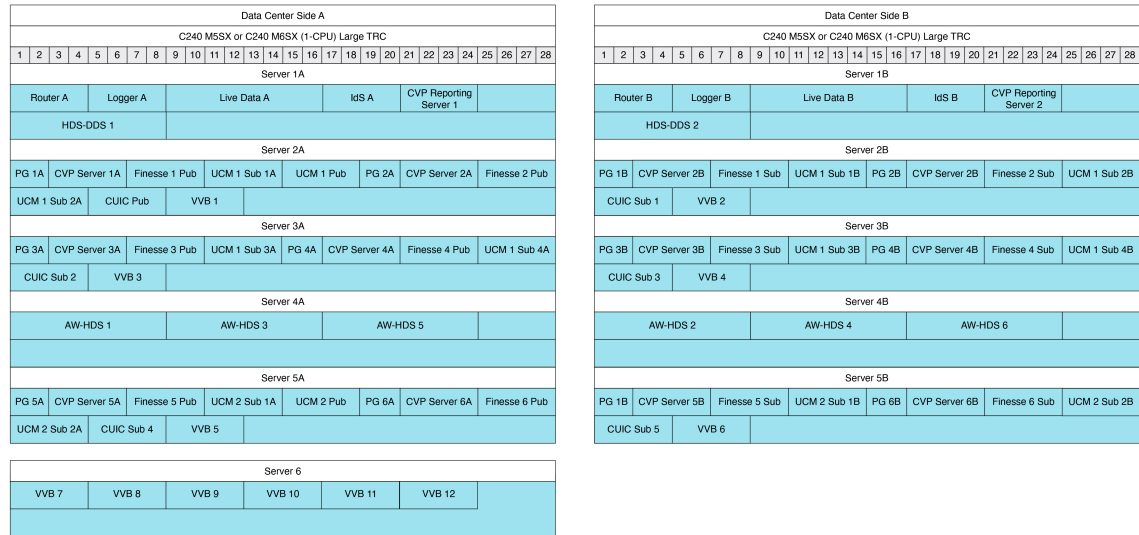 Data Center Side A
C240 M5SX or C240 M6SX (1-CPU) Large TRC
1 2 3 4 5 6 7 8 9 10 11 12 13 14 15 16 17 18 19 20 21 22 23 24 25 26 27 28
Server 1A
Router A Logger A Live Data A IdS A CVP Reporting Server 1
HDS-DDS 1
Server 2A
PG 1A CVP Server 1A Finesse 1 Pub UCM 1 Sub 1A UCM 1 Pub PG 2A CVP Server 2A Finesse 2 Pub
UCM 1 Sub 2A CUIC Pub VVB 1
Server 3A
PG 3A CVP Server 3A Finesse 3 Pub UCM 1 Sub 3A PG 4A CVP Server 4A Finesse 4 Pub UCM 1 Sub 4A
CUIC Sub 2 VVB 3
Server 4A
AW-HDS 1 AW-HDS 3 AW-HDS 5
Server 5A
PG 5A CVP Server 5A Finesse 5 Pub UCM 2 Sub 1A UCM 2 Pub PG 6A CVP Server 6A Finesse 6 Pub
UCM 2 Sub 2A CUIC Sub 4 VVB 5
Server 6
VVB 7 VVB 8 VVB 9 VVB 10 VVB 11 VVB 12
Data Center Side B
C240 M5SX or C240 M6SX (1-CPU) Large TRC
1 2 3 4 5 6 7 8 9 10 11 12 13 14 15 16 17 18 19 20 21 22 23 24 25 26 27 28
Server 1B
Router B Logger B Live Data B IdS B CVP Reporting Server 2
HDS-DDS 2
Server 2B
PG 1B CVP Server 2B Finesse 1 Sub UCM 1 Sub 1B PG 2B CVP Server 2B Finesse 2 Sub UCM 1 Sub 2B
CUIC Sub 1 VVB 2
Server 3B
PG 3B CVP Server 3B Finesse 3 Sub UCM 1 Sub 3B PG 4B CVP Server 4B Finesse 4 Sub UCM 1 Sub 4B
CUIC Sub 3 VVB 4
Server 4B
AW-HDS 2 AW-HDS 4 AW-HDS 6
Server 5B
PG 1B CVP Server 5B Finesse 5 Sub UCM 2 Sub 1B PG 6B CVP Server 6B Finesse 6 Sub UCM 2 Sub 2B
CUIC Sub 5 VVB 6